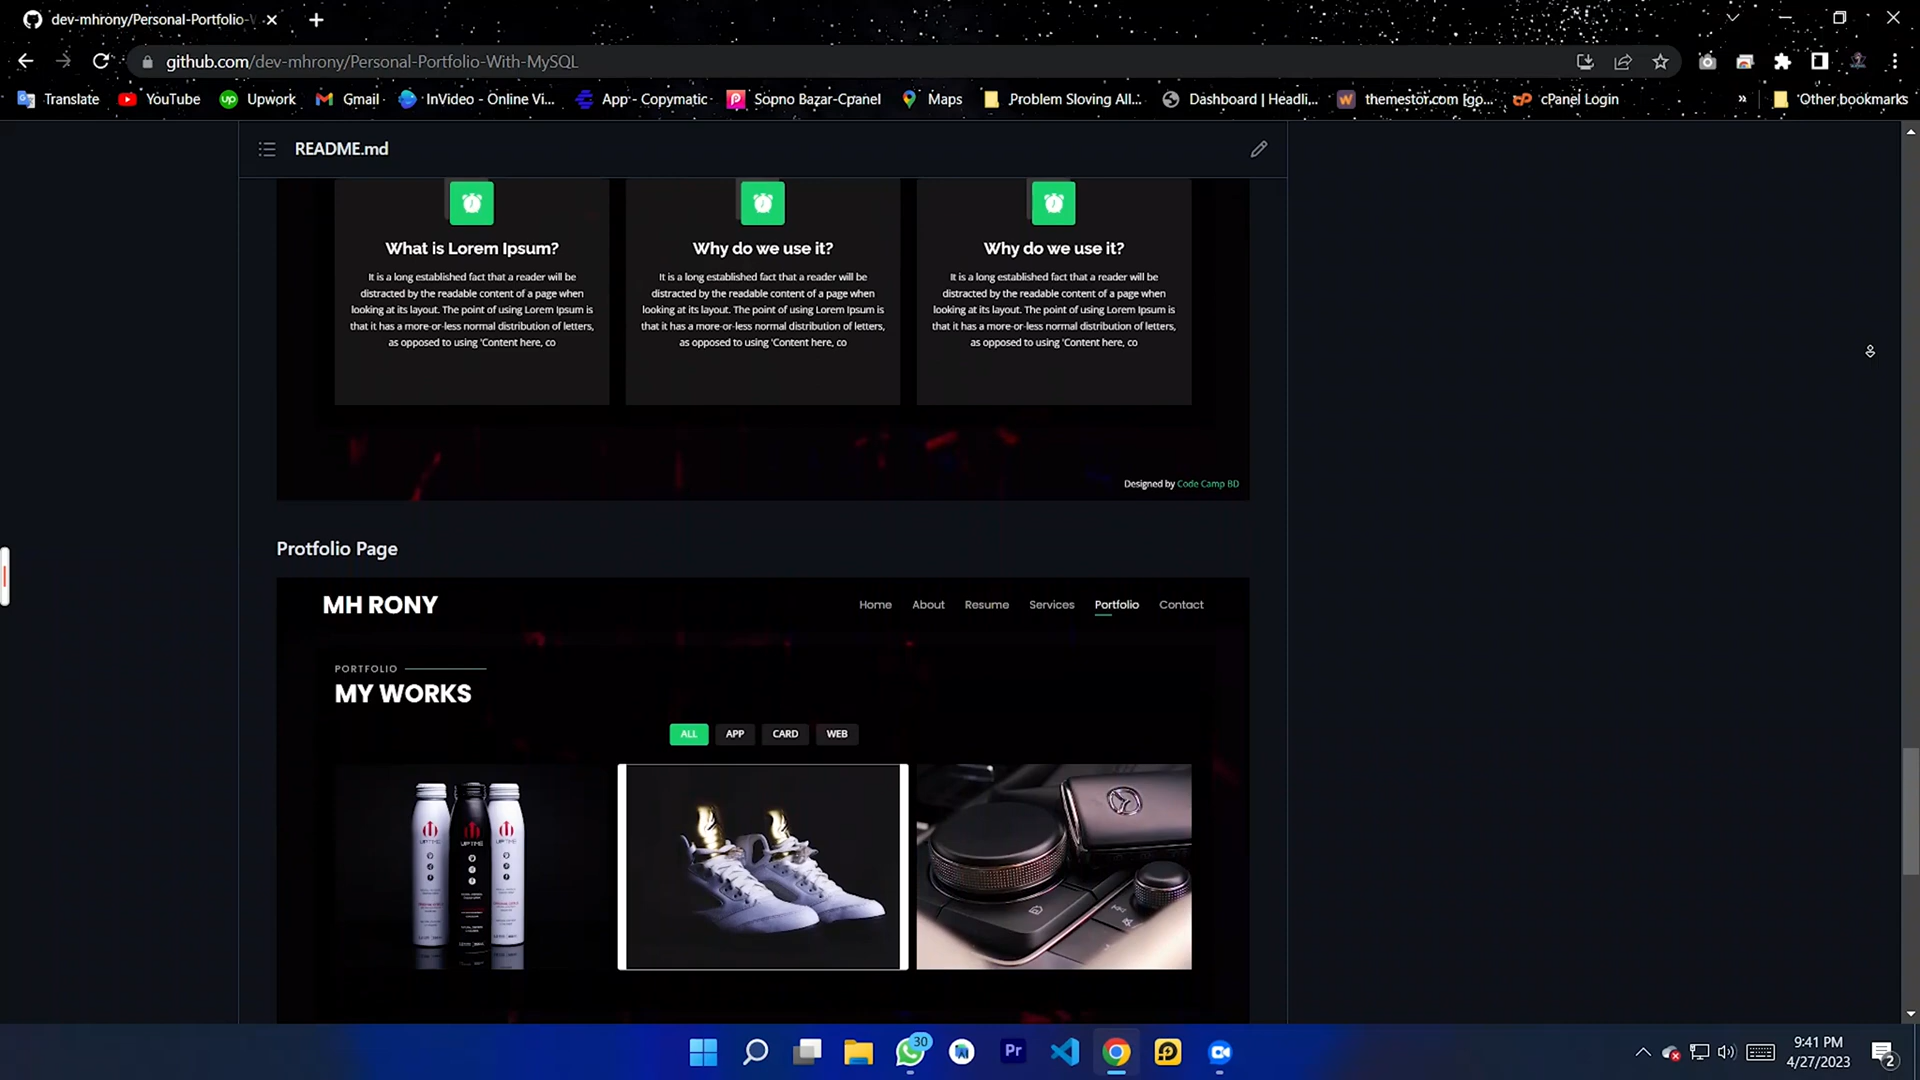 dev-mhrony/Personal-Portfolio-W
github.com/dev-mhrony/Personal-Portfolio-With-MySQL
Translate
YouTube
Upwork
Gmail
InVideo - Online Vi...
App - Copymatic
Sopno Bazar-Cpanel
Maps
Problem Sloving All...
Dashboard | Headli...
themestor.com [go...
cPanel Login
»
Other bookmarks
README.md
What is Lorem Ipsum?
It is a long established fact that a reader will be
distracted by the readable content of a page when
looking at its layout. The point of using Lorem Ipsum is
that it has a more-or-less normal distribution of letters,
as opposed to using 'Content here, co
Why do we use it?
It is a long established fact that a reader will be
distracted by the readable content of a page when
looking at its layout. The point of using Lorem Ipsum is
that it has a more-or-less normal distribution of letters,
as opposed to using 'Content here, co
Why do we use it?
It is a long established fact that a reader will be
distracted by the readable content of a page when
looking at its layout. The point of using Lorem Ipsum is
that it has a more-or-less normal distribution of letters,
as opposed to using 'Content here, co
Designed by Code Camp BD
Protfolio Page
MH RONY
Home
About
Resume
Services
Portfolio
Contact
PORTFOLIO
MY WORKS
ALL
APP
CARD
WEB
UPTIME
UPTIME
UPTIME
30
Pr
9:41 PM
4/27/2023
2